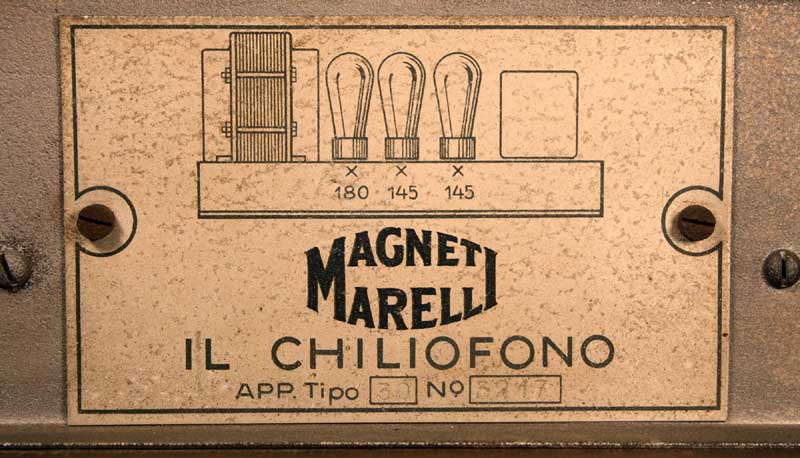 × × ×
180 145 145
MAGNETI
MARELLI
IL CHILIOFONO
APP. Tipo Nº